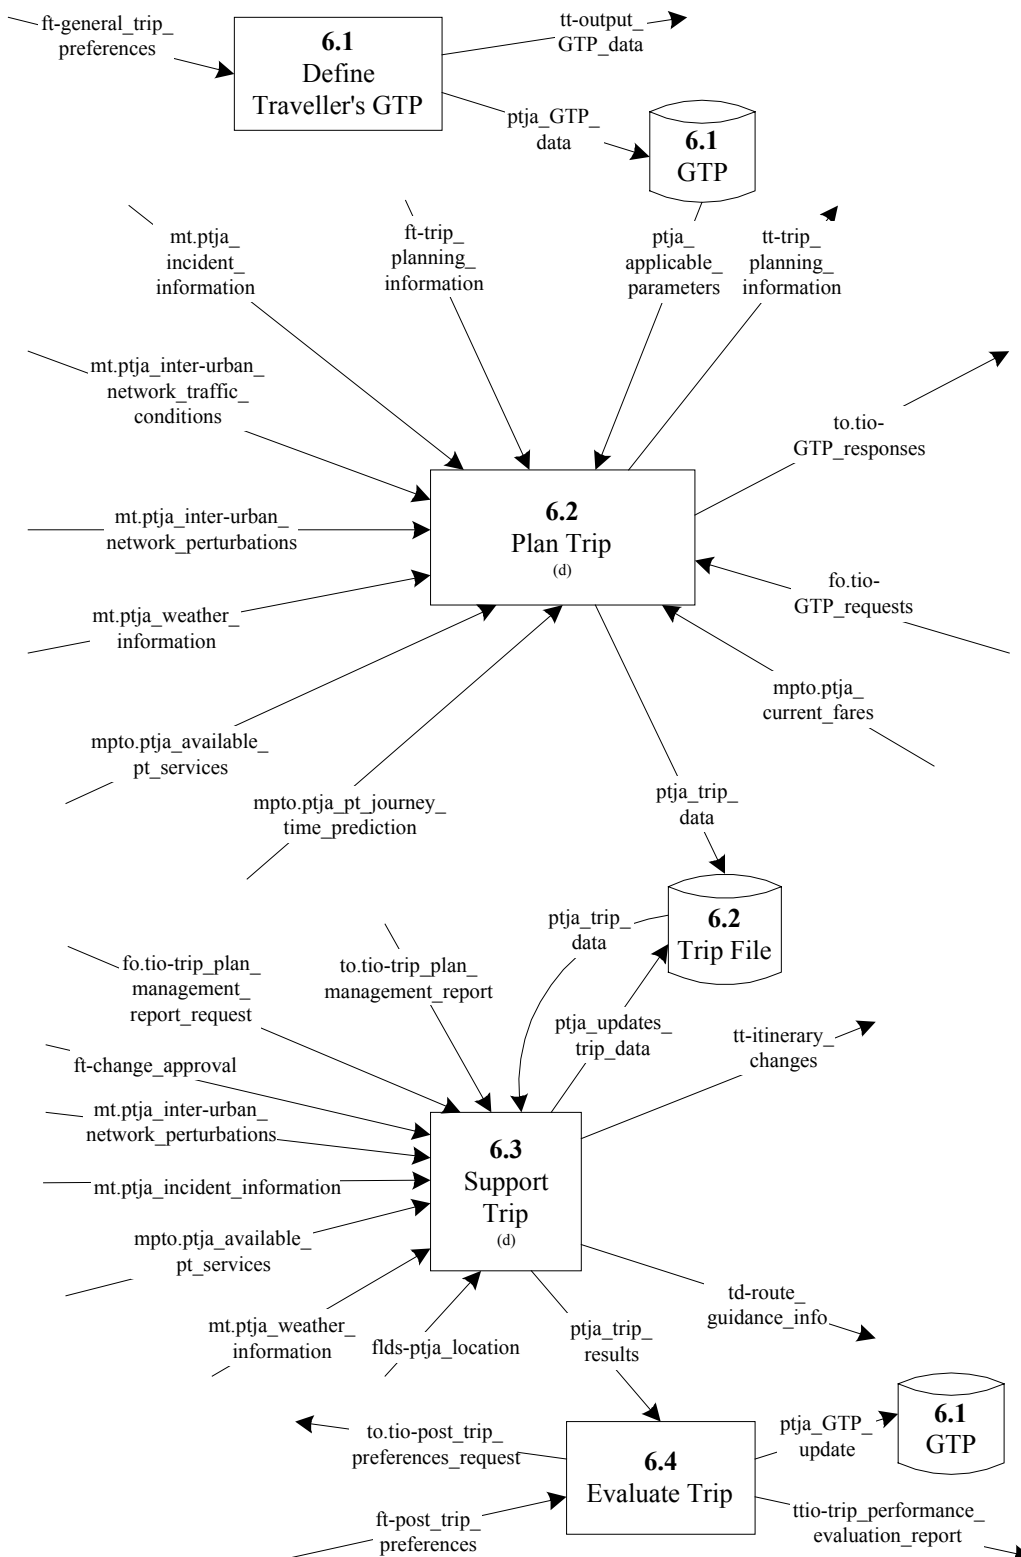 ft-general_trip_
preferences
6.1
Define
Traveller's GTP
tt-output_
GTP_data
ptja_GTP_
data
6.1
GTP
mt.ptja_
incident_
information
ft-trip_
planning_
information
ptja_
applicable_
parameters
tt-trip_
planning_
information
mt.ptja_inter-urban_
network_traffic_
conditions
to.tio-
GTP_responses
mt.ptja_inter-urban_
network_perturbations
6.2
Plan Trip
(d)
fo.tio-
GTP_requests
mt.ptja_weather_
information
mpto.ptja_
current_fares
mpto.ptja_available_
pt_services
mpto.ptja_pt_journey_
time_prediction
ptja_trip_
data
6.2
Trip File
ptja_trip_
data
fo.tio-trip_plan_
management_
report_request
to.tio-trip_plan_
management_report
ptja_updates_
trip_data
tt-itinerary_
changes
ft-change_approval
mt.ptja_inter-urban_
network_perturbations
6.3
Support
Trip
(d)
mt.ptja_incident_information
mpto.ptja_available_
pt_services
mt.ptja_weather_
information
flds-ptja_location
ptja_trip_
results
td-route_
guidance_info
6.1
GTP
to.tio-post_trip_
preferences_request
6.4
Evaluate Trip
ptja_GTP_
update
ft-post_trip_
preferences
ttio-trip_performance_
evaluation_report